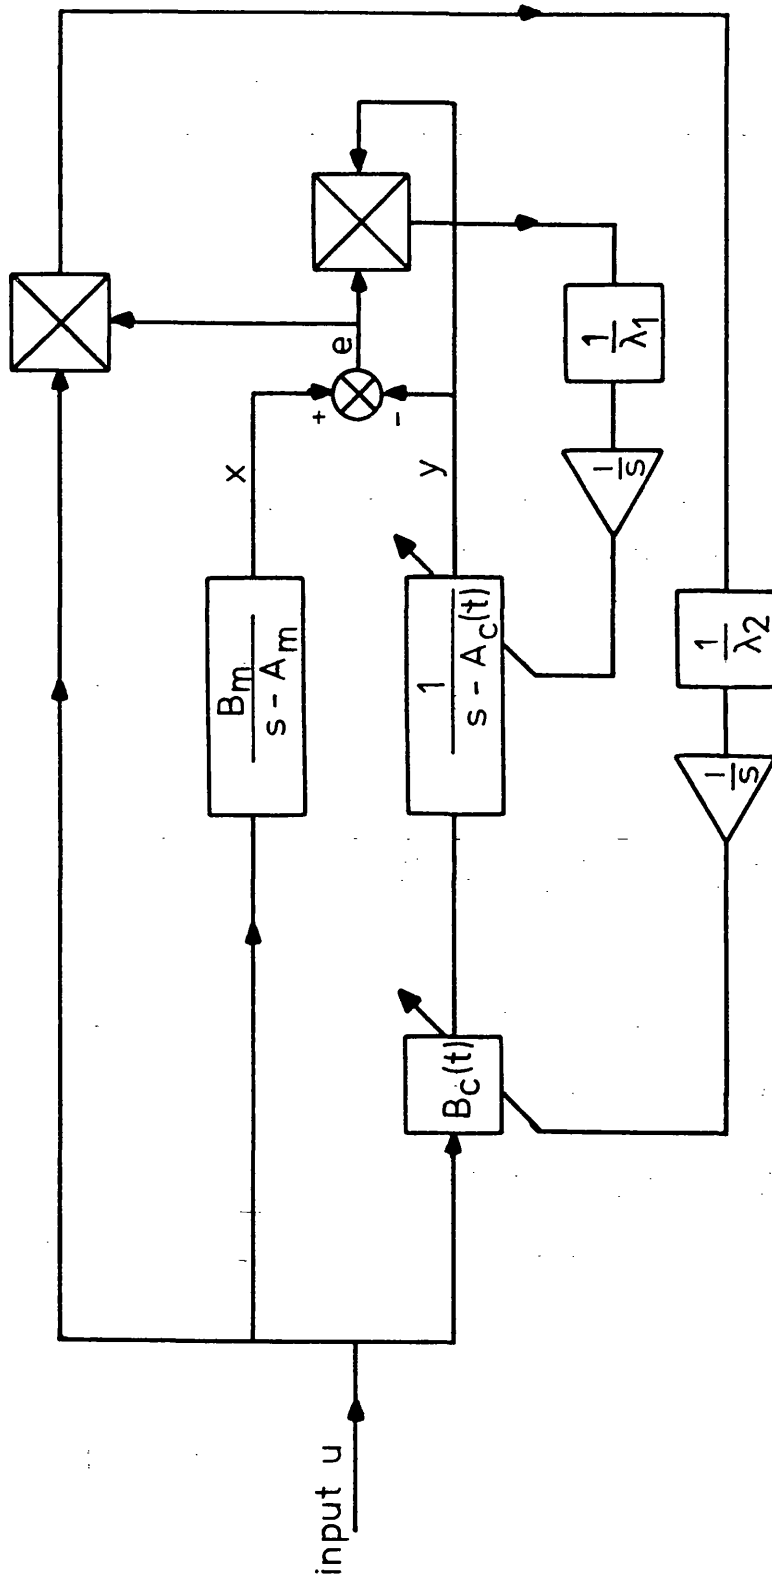 input u
B_m
s - A_m
x
+
-
e
B_c(t)
1
s - A_c(t)
y
1
λ_1
1
s
1
λ_2
1
s